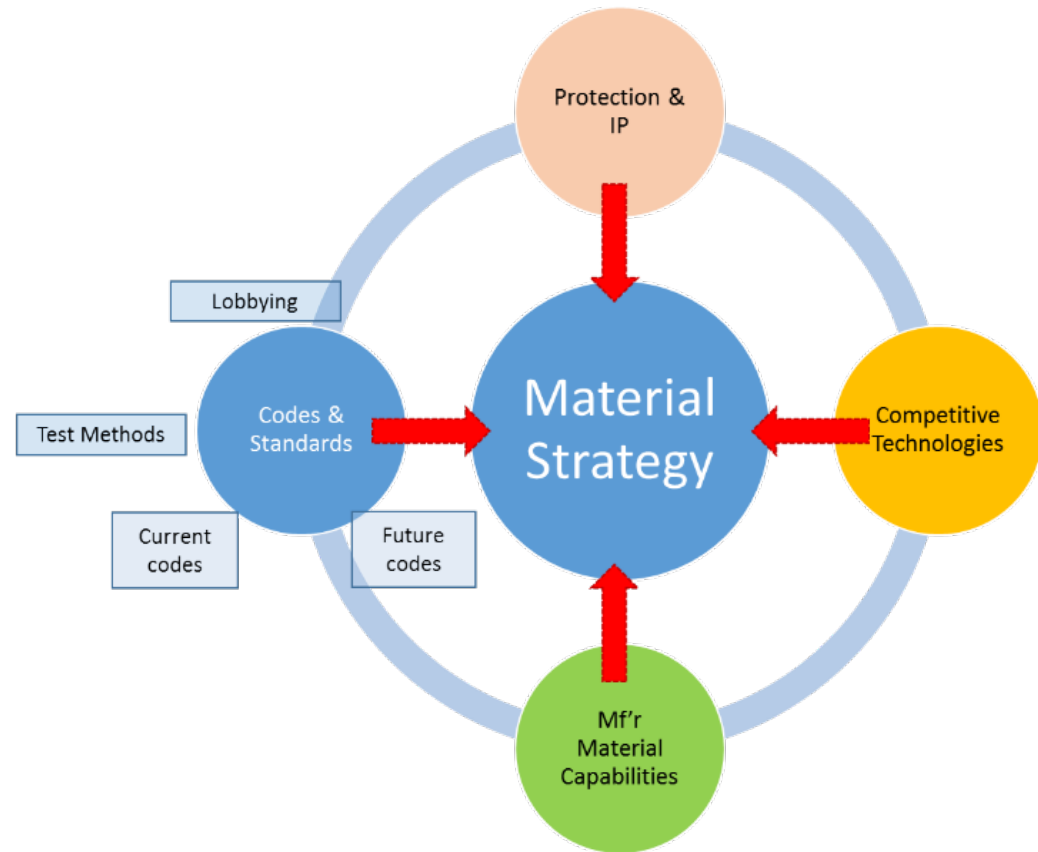 Protection &
IP
Lobbying
Codes &
Standards
Material
Strategy
Competitive
Technologies
Test Methods
Current
codes
Future
codes
Mf'r
Material
Capabilities